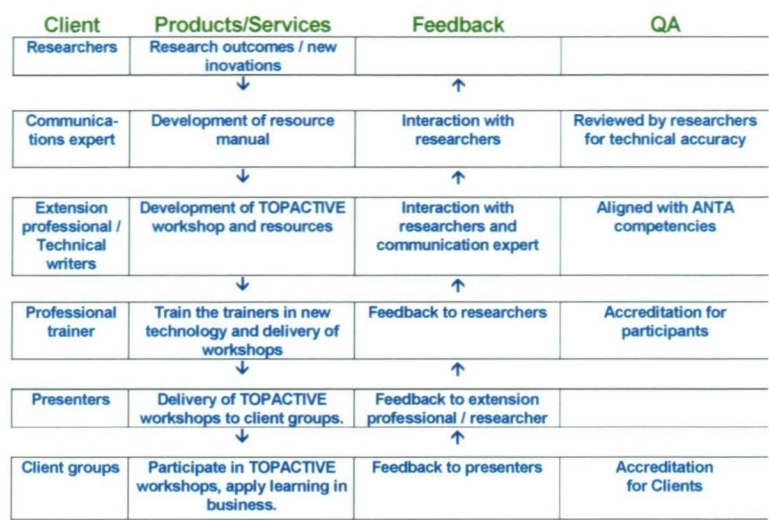 Client Products/Services Feedback QA
Researchers Research outcomes / new
inovations
↓ ↑
Communica- Development of resource Interaction with Reviewed by researchers
tions expert manual researchers for technical accuracy
↓ ↑
Extension Development of TOPACTIVE Interaction with Aligned with ANTA
professional / workshop and resources researchers and competencies
Technical communication expert
writers
↓ ↑
Professional Train the trainers in new Feedback to researchers Accreditation for
trainer technology and delivery of participants
workshops
↓ ↑
Presenters Delivery of TOPACTIVE Feedback to extension
workshops to client groups. professional / researcher
↓ ↑
Client groups Participate in TOPACTIVE Feedback to presenters Accreditation
workshops, apply learning in for Clients
business.